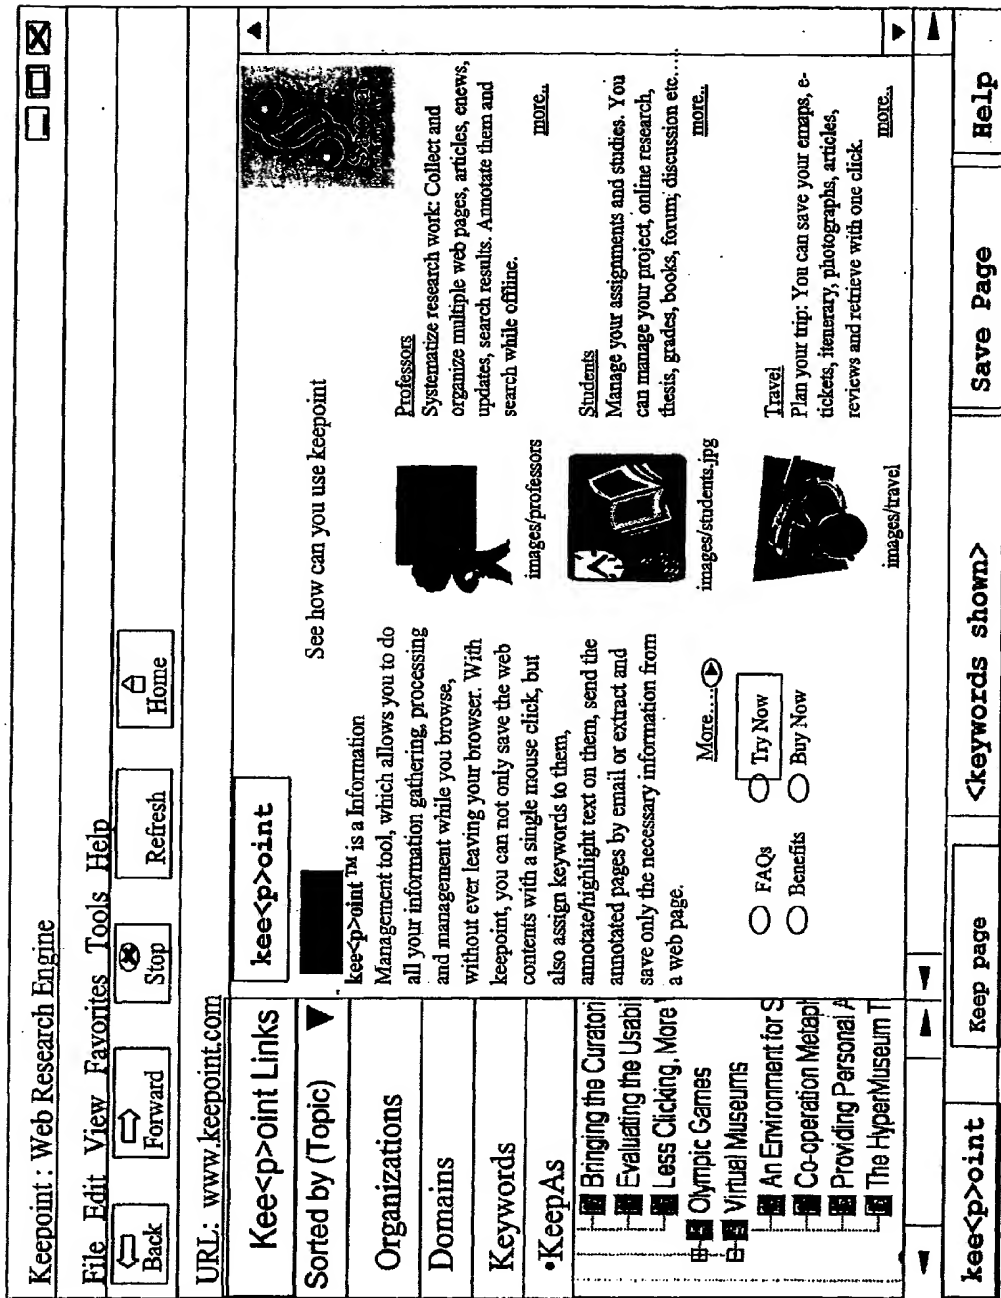 Keepoint : Web Research Engine
File Edit View Favorites Tools Help
Back
Forward
Stop
Refresh
Home
URL: www.keepoint.com
Kee<p>oint Links
Sorted by (Topic)
Organizations
Domains
Keywords
•KeepAs
Bringing the Curatori
Evaluating the Usabil
Less Clicking, More
Olympic Games
Virtual Museums
An Environment for S
Co-operation Metaph
Providing Personal A
The HyperMuseum T
kee<p>oint
See how can you use keepoint
kee<p>oint ™ is a Information
Management tool, which allows you to do
all your information gathering, processing
and management while you browse,
without ever leaving your browser. With
keepoint, you can not only save the web
contents with a single mouse click, but
also assign keywords to them,
annotate/highlight text on them, send the
annotated pages by email or extract and
save only the necessary information from
a web page.
More....
FAQs
Try Now
Benefits
Buy Now
images/professors
Professors
Systematize research work: Collect and
organize multiple web pages, articles, enews,
updates, search results. Annotate them and
search while offline.
more..
images/students.jpg
Students
Manage your assignments and studies. You
can manage your project, online research,
thesis, grades, books, forum, discussion etc....
more..
images/travel
Travel
Plan your trip: You can save your emaps, e-
tickets, itenerary, photographs, articles,
reviews and retrieve with one click.
more..
kee<p>oint
Keep page
<keywords shown>
Save Page
Help